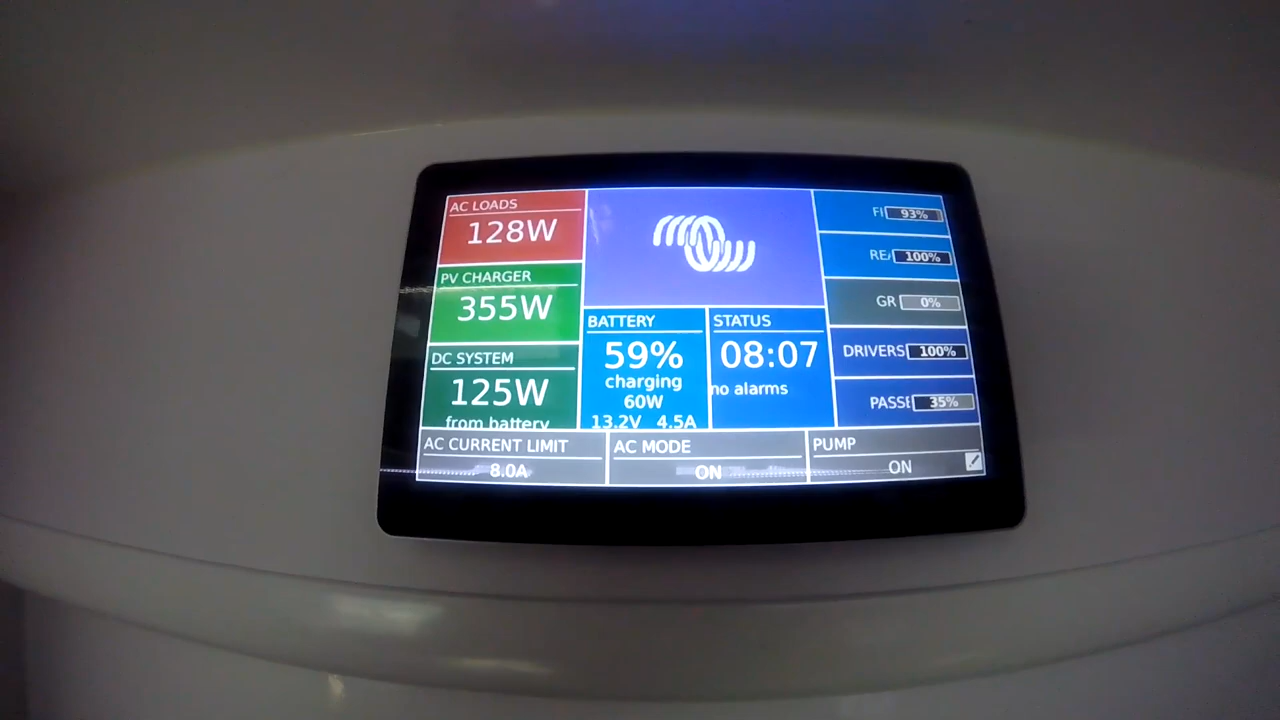 AC LOADS
128W
PV CHARGER
355W
DC SYSTEM
125W
from battery
BATTERY
59%
charging
60W
13.2V 4.5A
STATUS
08:07
no alarms
FI 93%
RE 100%
GR 0%
DRIVERS 100%
PASSE 35%
AC CURRENT LIMIT
8.0A
AC MODE
ON
PUMP
ON